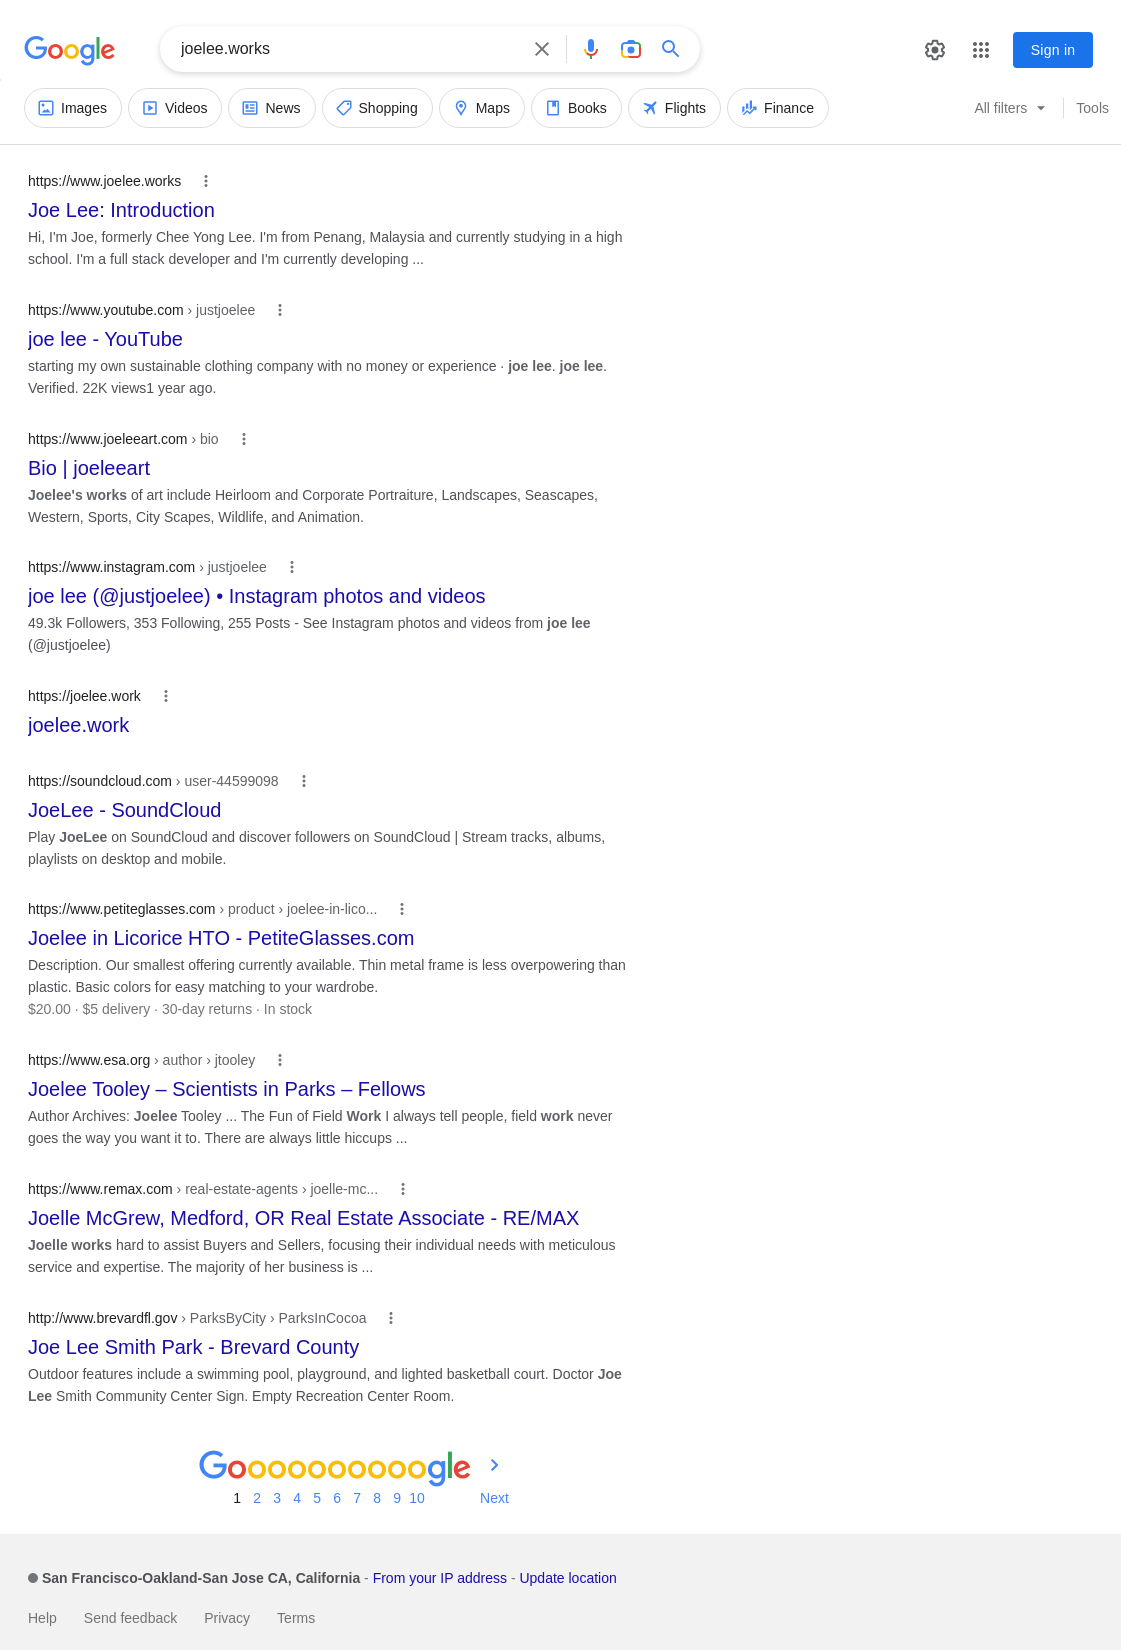 Google
joelee.works
Sign in
Images
Videos
News
Shopping
Maps
Books
Flights
Finance
All filters
Tools
https://www.joelee.works
Joe Lee: Introduction
Hi, I'm Joe, formerly Chee Yong Lee. I'm from Penang, Malaysia and currently studying in a high
school. I'm a full stack developer and I'm currently developing ...
https://www.youtube.com › justjoelee
joe lee - YouTube
starting my own sustainable clothing company with no money or experience · joe lee. joe lee.
Verified. 22K views1 year ago.
https://www.joeleeart.com › bio
Bio | joeleeart
Joelee's works of art include Heirloom and Corporate Portraiture, Landscapes, Seascapes,
Western, Sports, City Scapes, Wildlife, and Animation.
https://www.instagram.com › justjoelee
joe lee (@justjoelee) • Instagram photos and videos
49.3k Followers, 353 Following, 255 Posts - See Instagram photos and videos from joe lee
(@justjoelee)
https://joelee.work
joelee.work
https://soundcloud.com › user-44599098
JoeLee - SoundCloud
Play JoeLee on SoundCloud and discover followers on SoundCloud | Stream tracks, albums,
playlists on desktop and mobile.
https://www.petiteglasses.com › product › joelee-in-lico...
Joelee in Licorice HTO - PetiteGlasses.com
Description. Our smallest offering currently available. Thin metal frame is less overpowering than
plastic. Basic colors for easy matching to your wardrobe.
$20.00 · $5 delivery · 30-day returns · In stock
https://www.esa.org › author › jtooley
Joelee Tooley – Scientists in Parks – Fellows
Author Archives: Joelee Tooley ... The Fun of Field Work I always tell people, field work never
goes the way you want it to. There are always little hiccups ...
https://www.remax.com › real-estate-agents › joelle-mc...
Joelle McGrew, Medford, OR Real Estate Associate - RE/MAX
Joelle works hard to assist Buyers and Sellers, focusing their individual needs with meticulous
service and expertise. The majority of her business is ...
http://www.brevardfl.gov › ParksByCity › ParksInCocoa
Joe Lee Smith Park - Brevard County
Outdoor features include a swimming pool, playground, and lighted basketball court. Doctor Joe
Lee Smith Community Center Sign. Empty Recreation Center Room.
Goooooooooogle
1 2 3 4 5 6 7 8 9 10 Next
San Francisco-Oakland-San Jose CA, California - From your IP address - Update location
Help Send feedback Privacy Terms